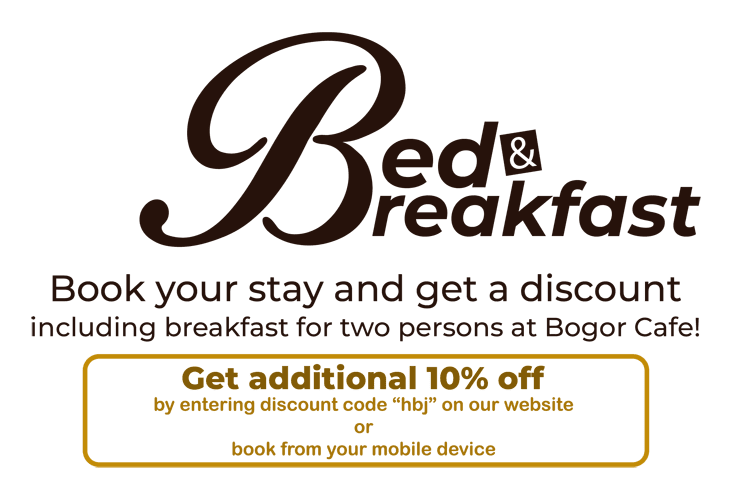 Bed &
Breakfast
Book your stay and get a discount
including breakfast for two persons at Bogor Cafe!
Get additional 10% off
by entering discount code “hbj” on our website
or
book from your mobile device